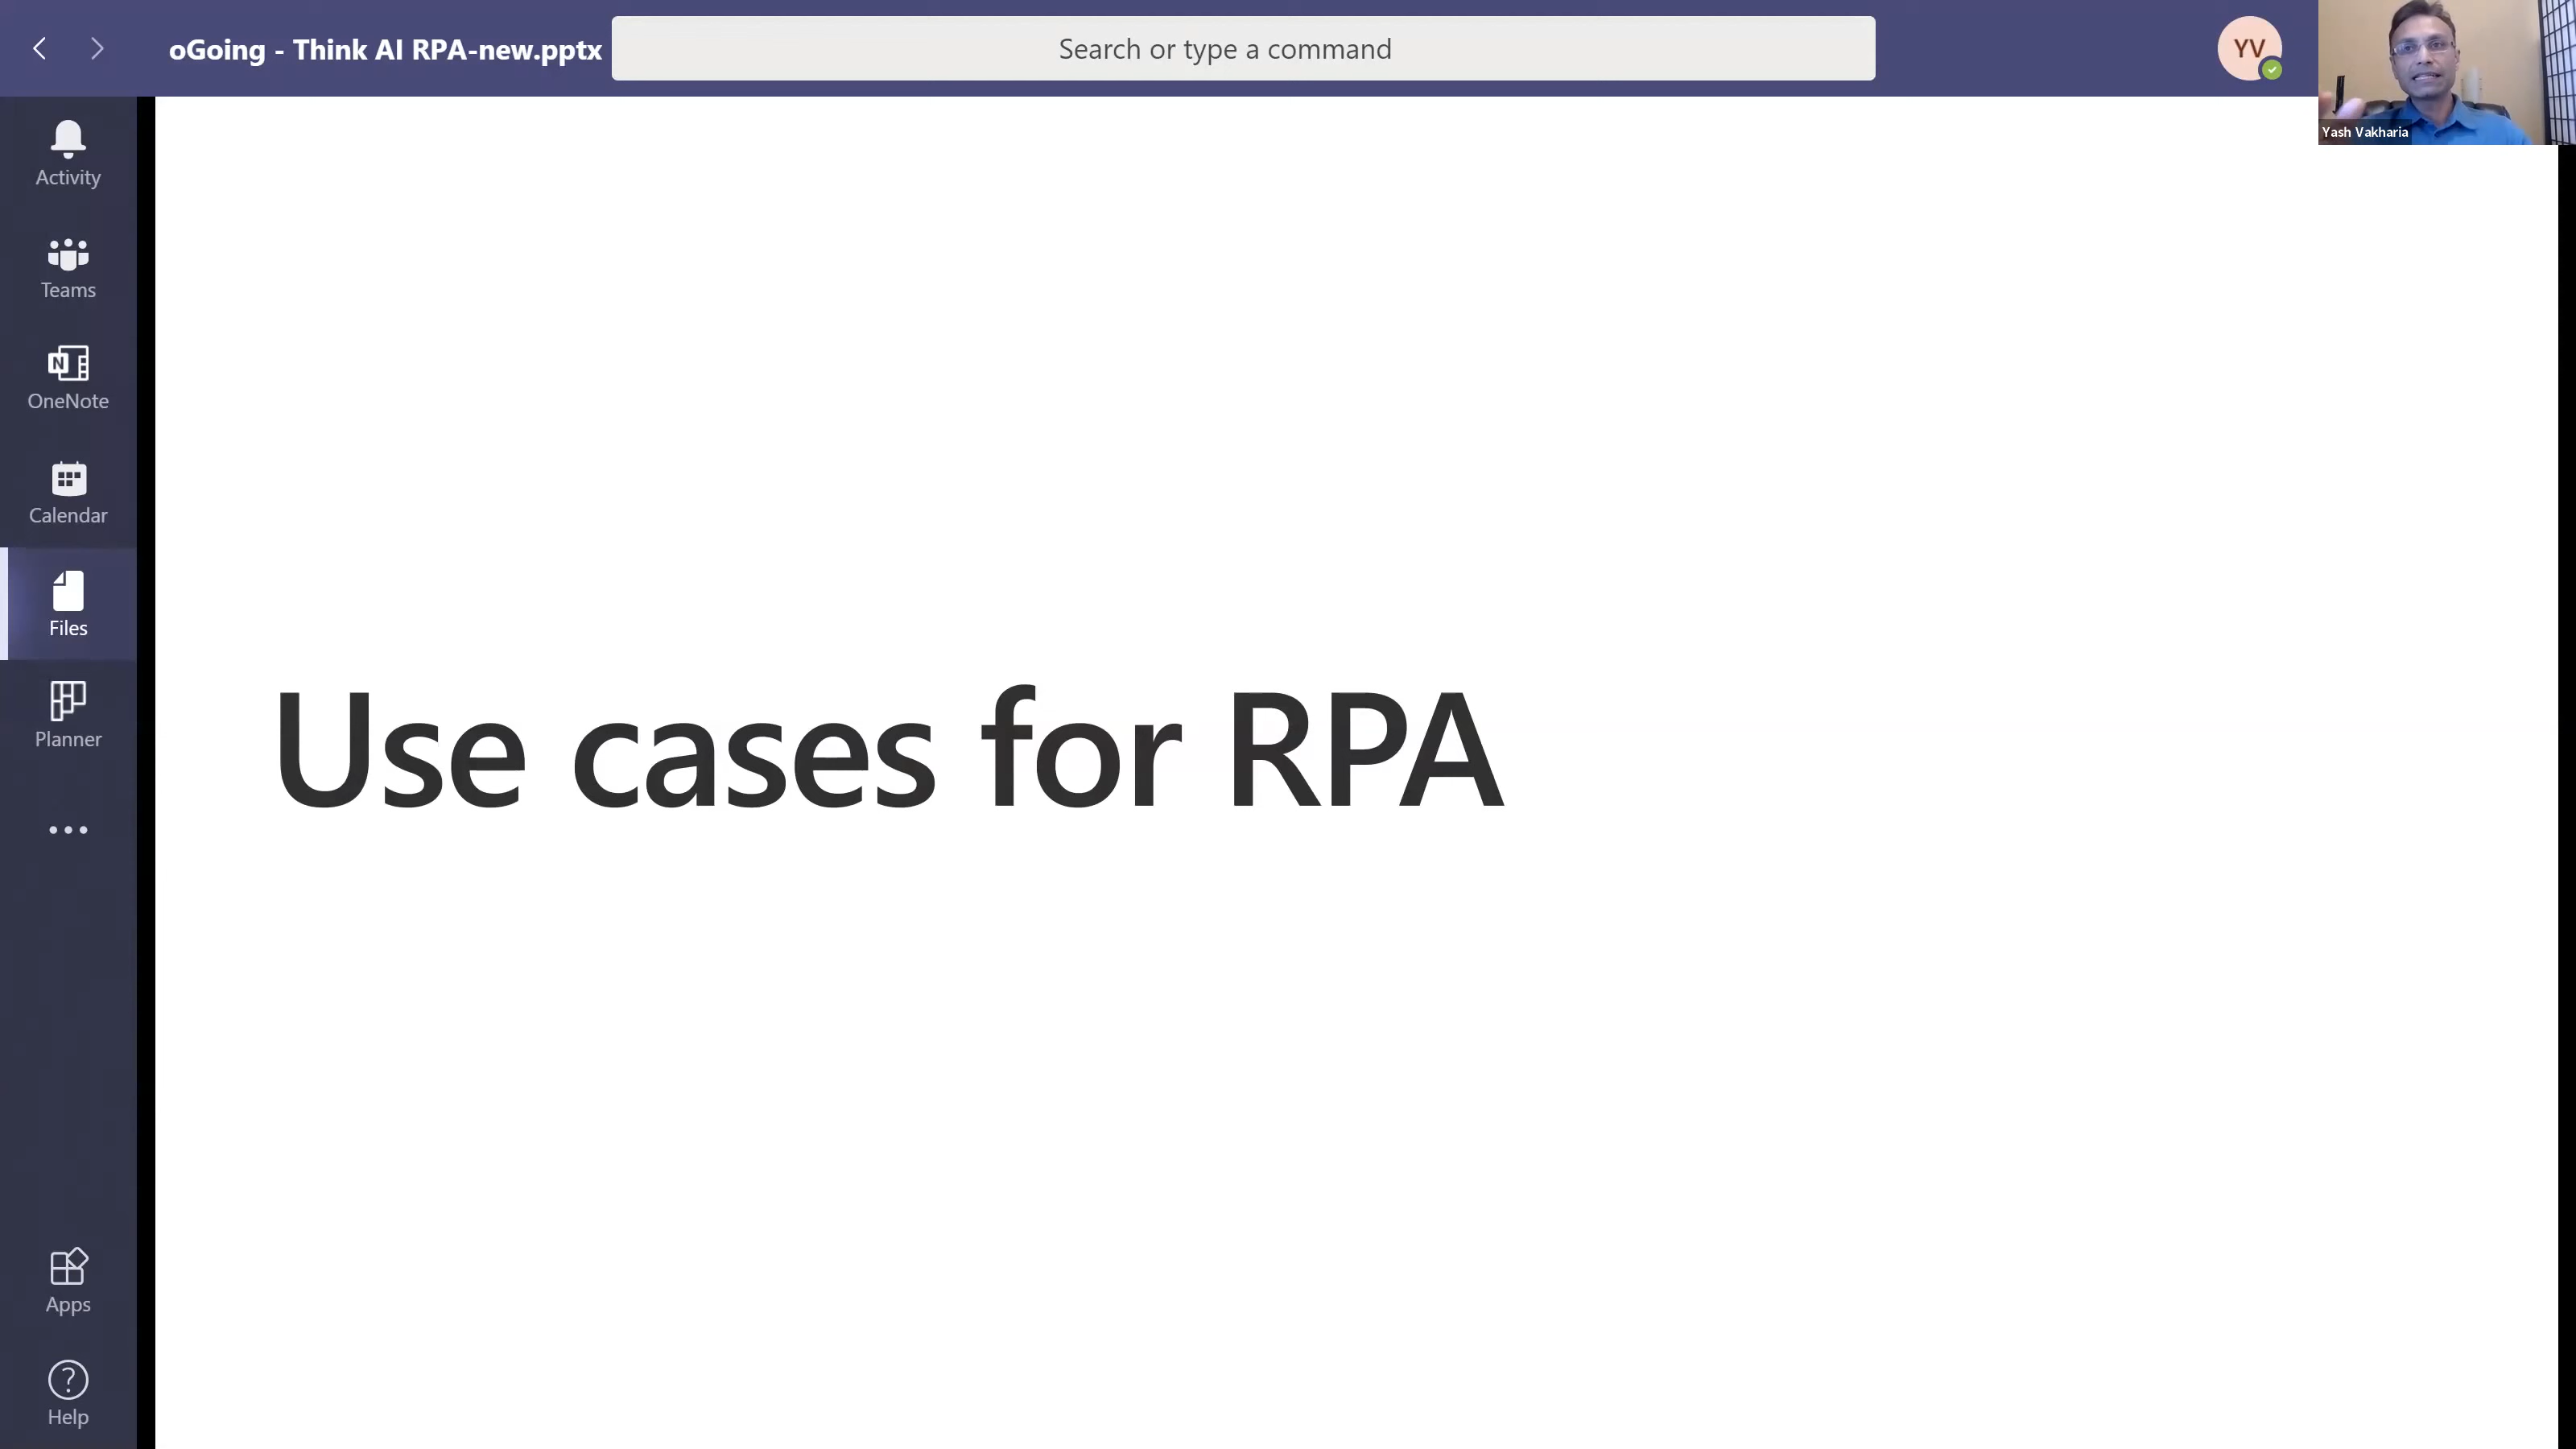 oGoing - Think AI RPA-new.pptx
Search or type a command
YV
Yash Vakharia
Activity
Teams
N
OneNote
Calendar
Files
Planner
Apps
Help
Use cases for RPA